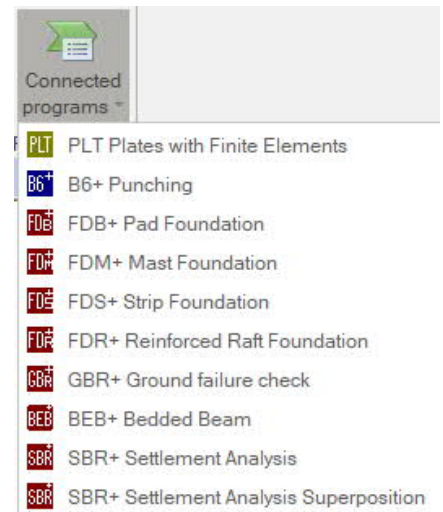 Connected
programs
PLT PLT Plates with Finite Elements
B6+ B6+ Punching
FDB+ FDB+ Pad Foundation
FDM+ FDM+ Mast Foundation
FDS+ FDS+ Strip Foundation
FDR+ FDR+ Reinforced Raft Foundation
GBR+ GBR+ Ground failure check
BEB+ BEB+ Bedded Beam
SBR+ SBR+ Settlement Analysis
SBR+ SBR+ Settlement Analysis Superposition